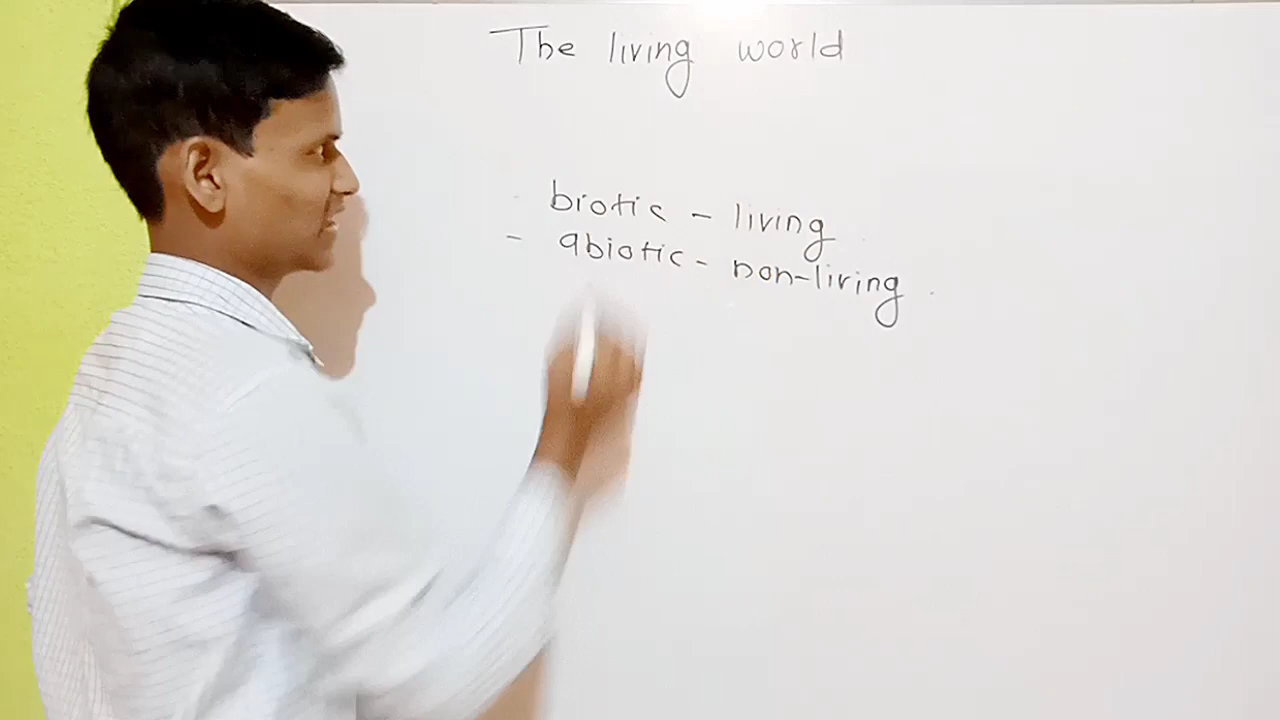 The living world
- biotic - living
- abiotic - non-living